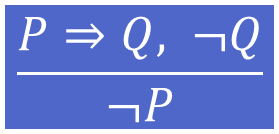 P ⇒ Q, ¬Q
¬P